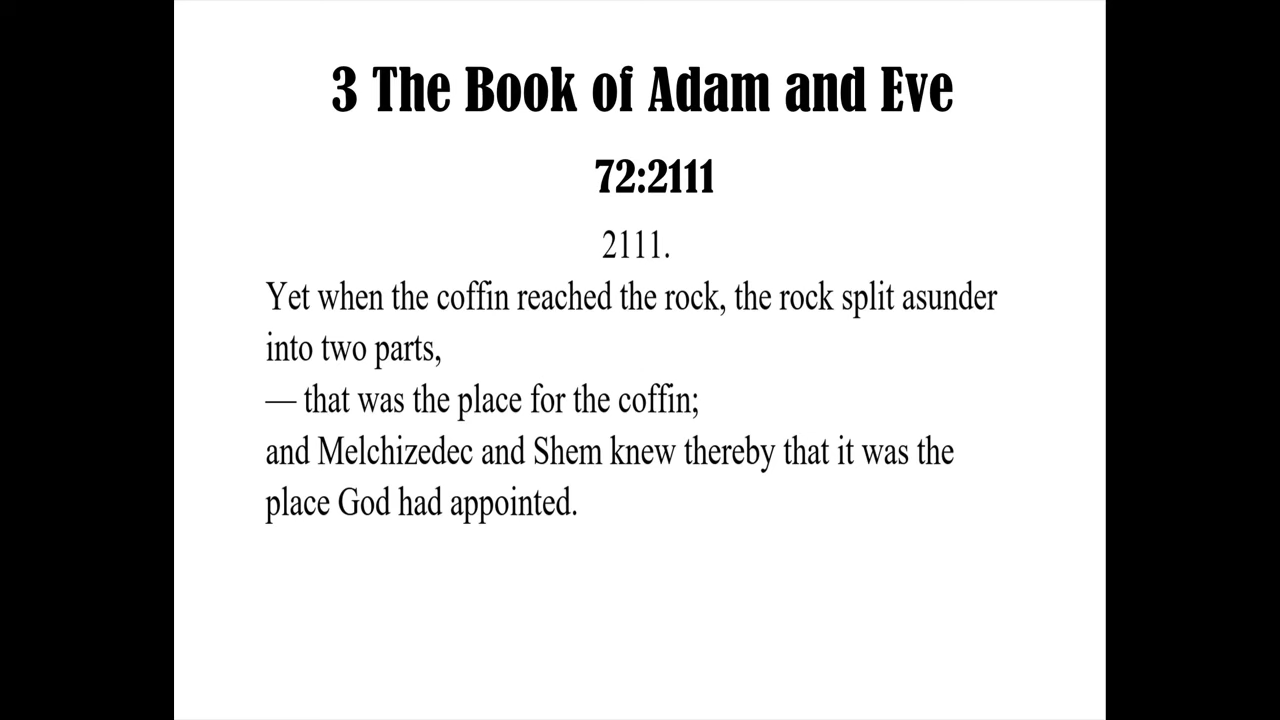 3 The Book of Adam and Eve
72:2111
2111.
Yet when the coffin reached the rock, the rock split asunder
into two parts,
— that was the place for the coffin;
and Melchizedec and Shem knew thereby that it was the
place God had appointed.